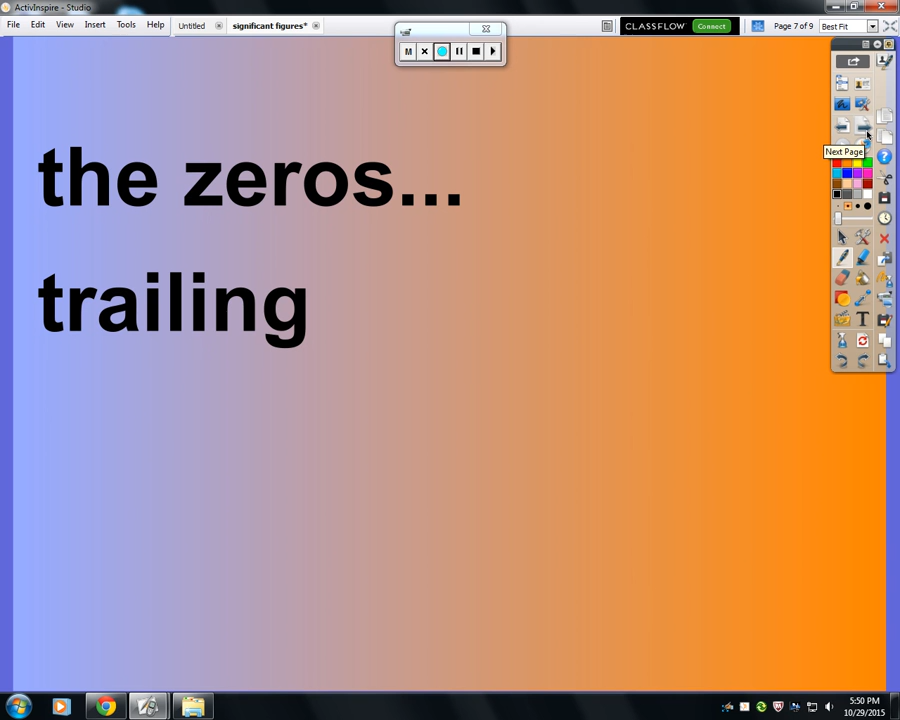 ActivInspire - Studio
File Edit View Insert Tools Help
Untitled
significant figures*
CLASSFLOW
Connect
Page 7 of 9
Best Fit
M
the zeros...
trailing
Next Page
T
5:50 PM
10/29/2015